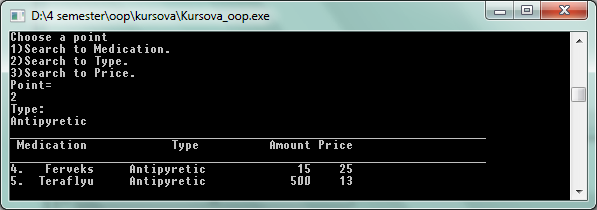 D:\4 semester\oop\kursova\Kursova_oop.exe
Choose a point
1)Search to Medication.
2)Search to Type.
3)Search to Price.
Point=
2
Type:
Antipyretic
Medication Type Amount Price
4. Ferveks Antipyretic 15 25
5. Teraflyu Antipyretic 500 13